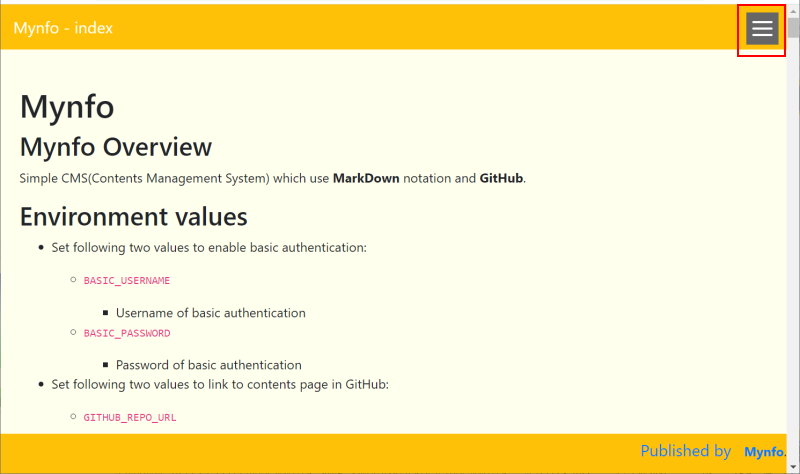 Mynfo - index
Mynfo
Mynfo Overview
Simple CMS(Contents Management System) which use MarkDown notation and GitHub.
Environment values
Set following two values to enable basic authentication:
BASIC_USERNAME
Username of basic authentication
BASIC_PASSWORD
Password of basic authentication
Set following two values to link to contents page in GitHub:
GITHUB_REPO_URL
Published by Mynfo.